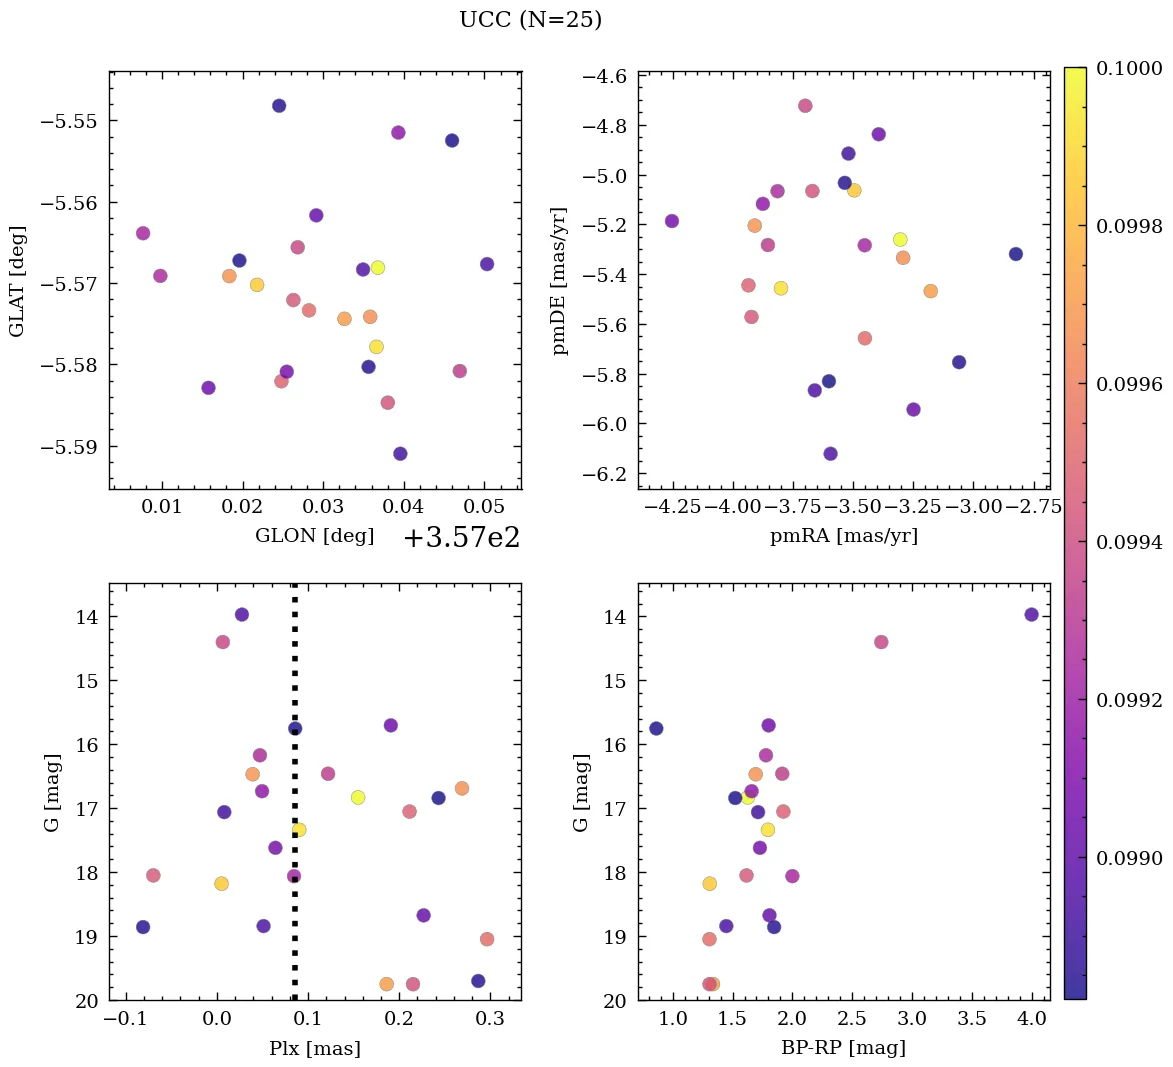 UCC (N=25)
−5.55
−5.56
−5.57
−5.58
−5.59
GLAT [deg]
0.01 0.02 0.03 0.04 0.05
GLON [deg]
+3.57e2
−4.6
−4.8
−5.0
−5.2
−5.4
−5.6
−5.8
−6.0
−6.2
pmDE [mas/yr]
−4.25 −4.00 −3.75 −3.50 −3.25 −3.00 −2.75
pmRA [mas/yr]
0.1000
0.0998
0.0996
0.0994
0.0992
0.0990
14
15
16
17
18
19
20
G [mag]
−0.1 0.0 0.1 0.2 0.3
Plx [mas]
14
15
16
17
18
19
20
G [mag]
1.0 1.5 2.0 2.5 3.0 3.5 4.0
BP-RP [mag]